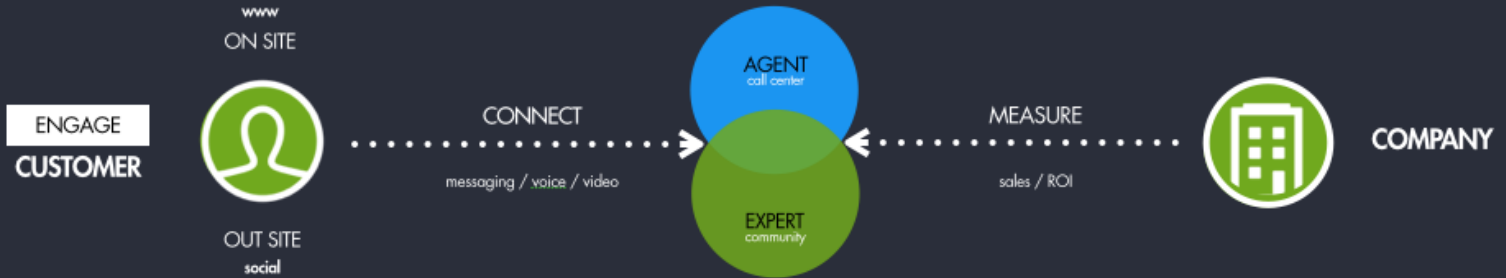 www
ON SITE
ENGAGE
CUSTOMER
OUT SITE
social
CONNECT
messaging / voice / video
AGENT
call center
EXPERT
community
MEASURE
sales / ROI
COMPANY